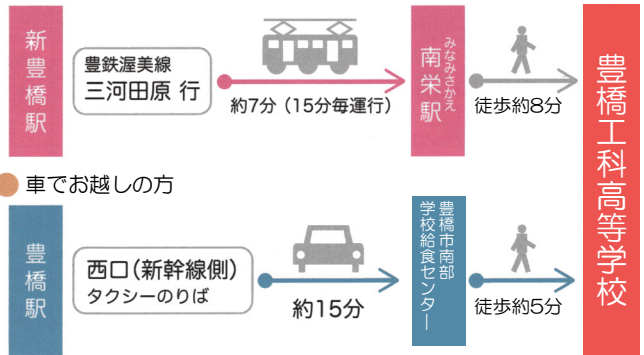 新豊橋駅
豊鉄渥美線
三河田原 行
約7分（15分毎運行）
南栄駅
みなみさかえ
徒歩約8分
豊橋工科高等学校
車でお越しの方
豊橋駅
西口（新幹線側）
タクシーのりば
約15分
豊橋市南部
学校給食センター
徒歩約5分